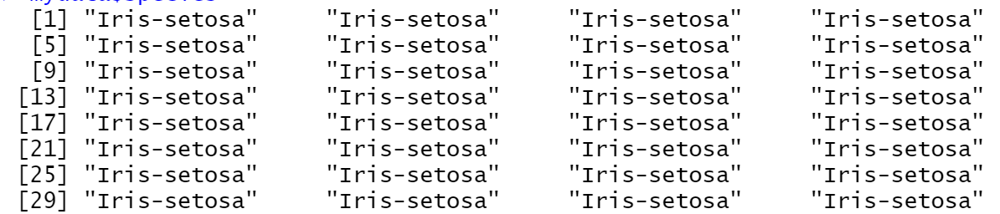 [1] "Iris-setosa" "Iris-setosa" "Iris-setosa" "Iris-setosa"
[5] "Iris-setosa" "Iris-setosa" "Iris-setosa" "Iris-setosa"
[9] "Iris-setosa" "Iris-setosa" "Iris-setosa" "Iris-setosa"
[13] "Iris-setosa" "Iris-setosa" "Iris-setosa" "Iris-setosa"
[17] "Iris-setosa" "Iris-setosa" "Iris-setosa" "Iris-setosa"
[21] "Iris-setosa" "Iris-setosa" "Iris-setosa" "Iris-setosa"
[25] "Iris-setosa" "Iris-setosa" "Iris-setosa" "Iris-setosa"
[29] "Iris-setosa" "Iris-setosa" "Iris-setosa" "Iris-setosa"